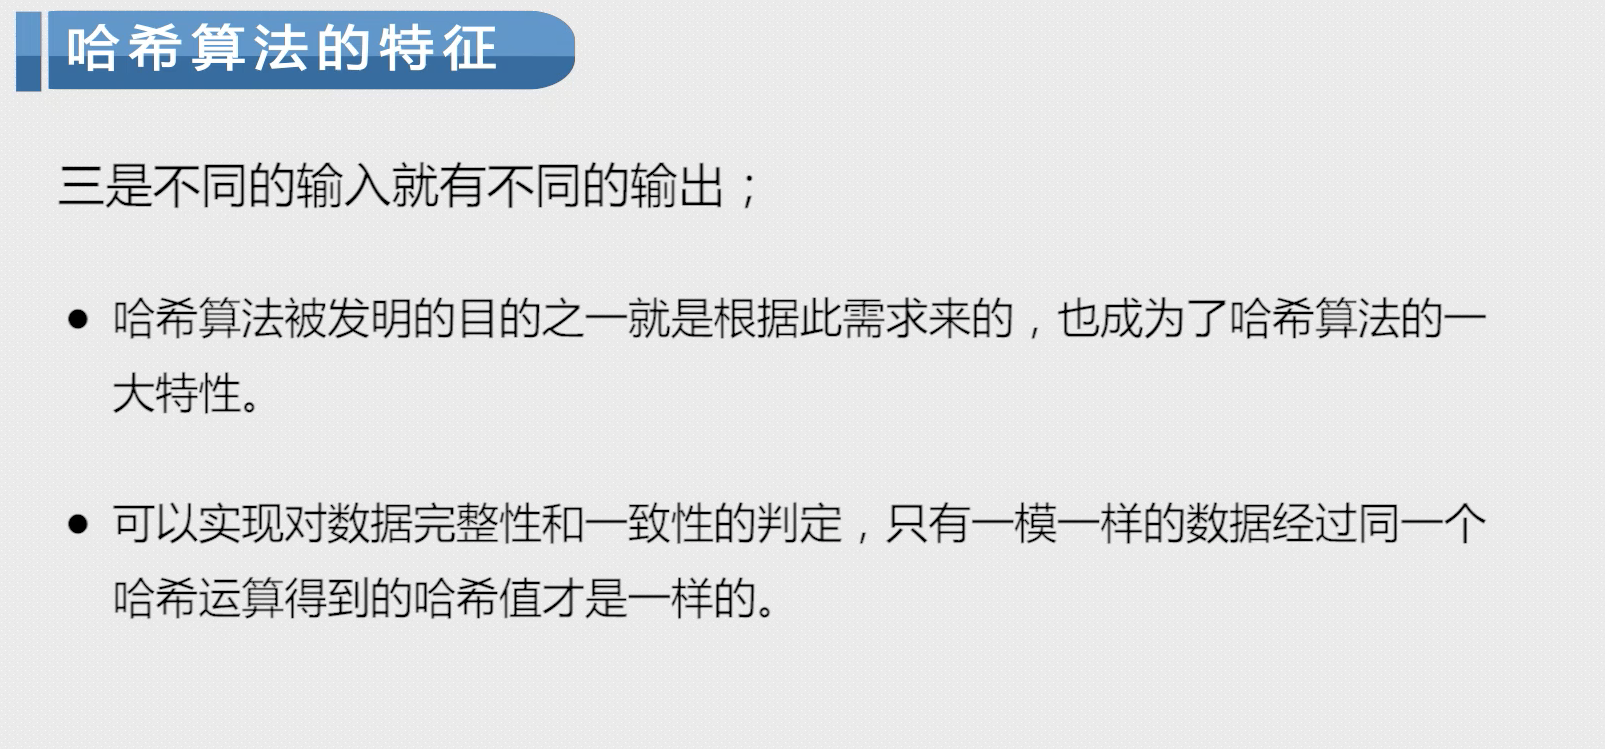 哈希算法的特征
三是不同的输入就有不同的输出；
● 哈希算法被发明的目的之一就是根据此需求来的，也成为了哈希算法的一
大特性。
● 可以实现对数据完整性和一致性的判定，只有一模一样的数据经过同一个
哈希运算得到的哈希值才是一样的。